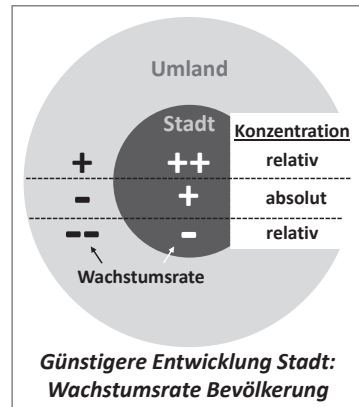 Umland
Stadt
Konzentration
+ ++ relativ
- + absolut
-- - relativ
Wachstumsrate
Günstigere Entwicklung Stadt:
Wachstumsrate Bevölkerung